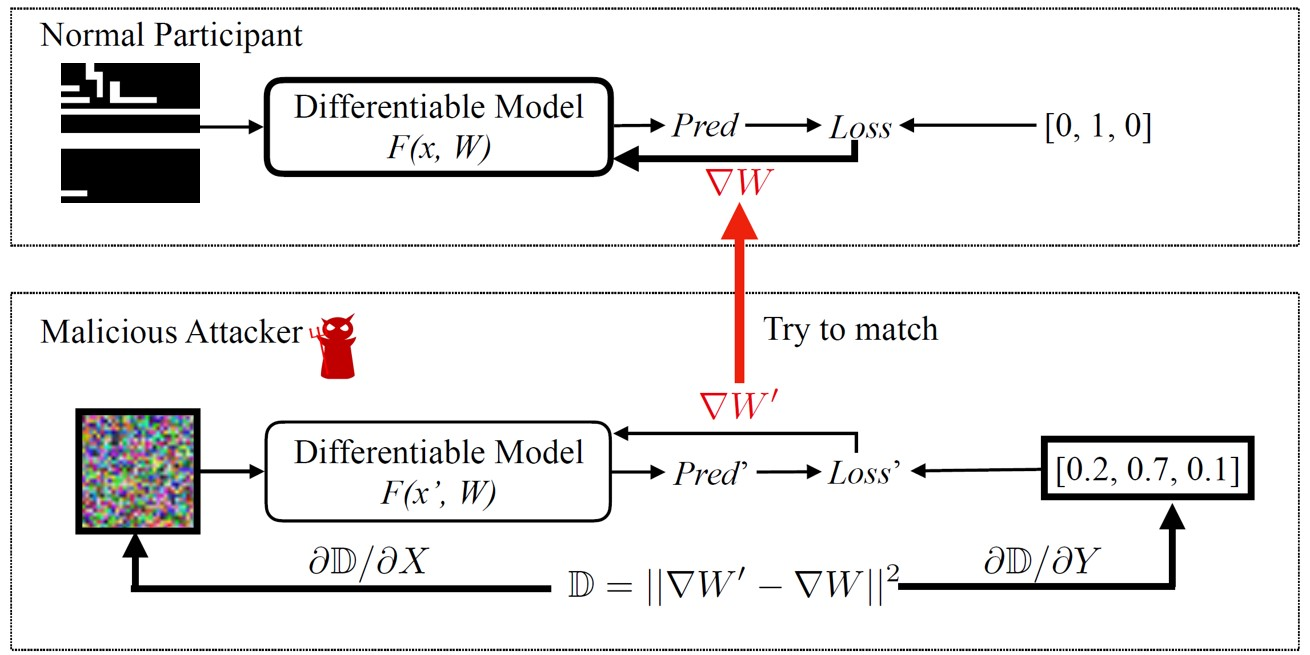 Normal Participant
Differentiable Model
F(x, W)
Pred
Loss
[0, 1, 0]
∇W
Malicious Attacker
Try to match
∇W′
Differentiable Model
F(x’, W)
Pred’
Loss’
[0.2, 0.7, 0.1]
∂𝔻/∂X
𝔻 = ||∇W′ − ∇W||²
∂𝔻/∂Y